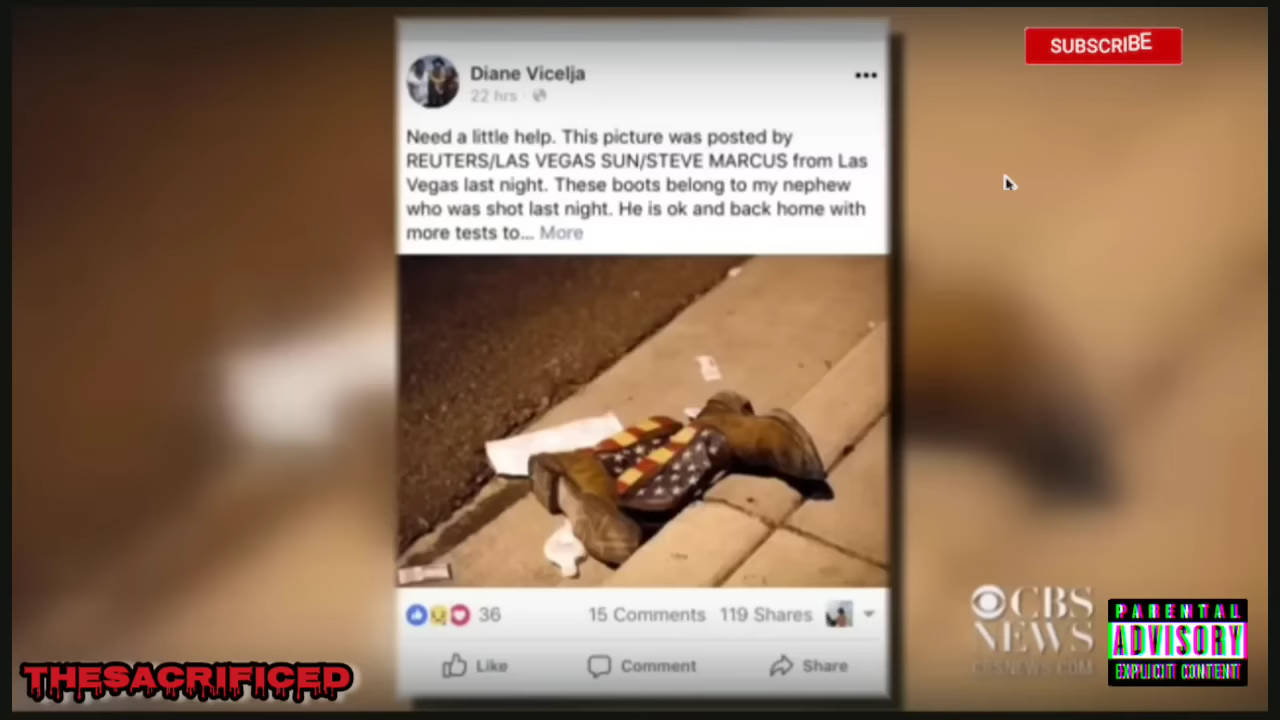 SUBSCRIBE
Diane Vicelja
22 hrs ·
Need a little help. This picture was posted by
REUTERS/LAS VEGAS SUN/STEVE MARCUS from Las
Vegas last night. These boots belong to my nephew
who was shot last night. He is ok and back home with
more tests to... More
36
15 Comments 119 Shares
Like
Comment
Share
CBS
NEWS
CBSNEWS.COM
THESACRIFICED
PARENTAL
ADVISORY
EXPLICIT CONTENT